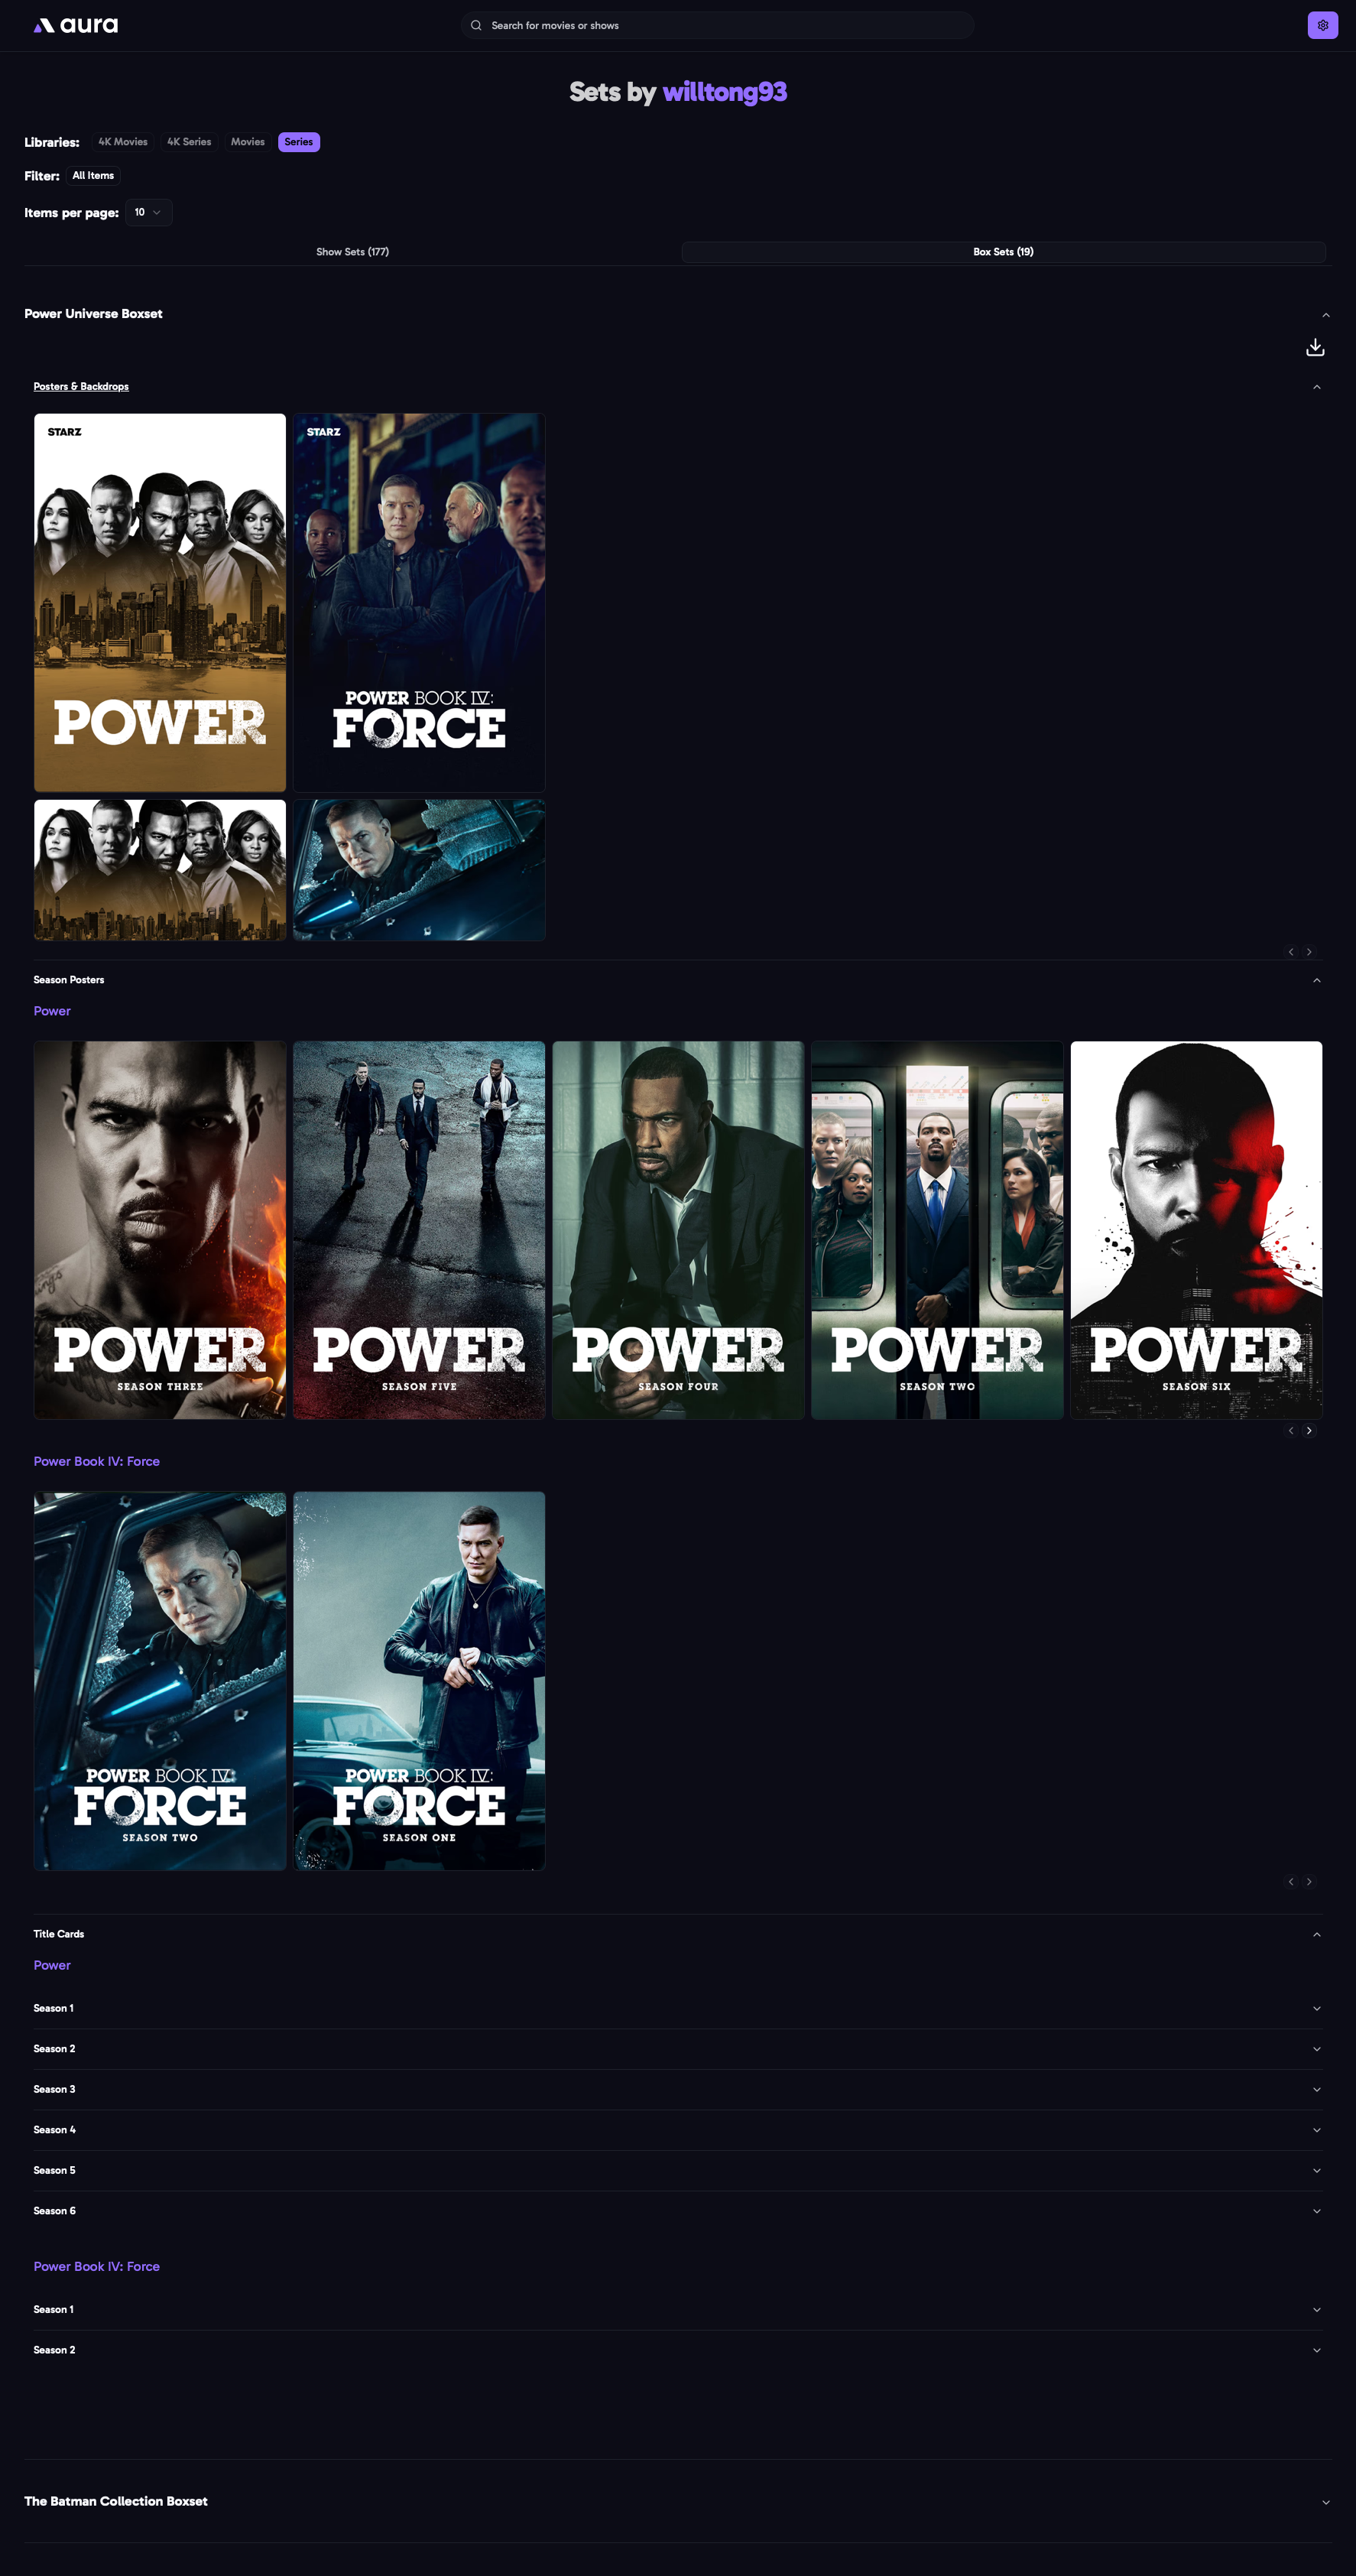 aura
Search for movies or shows
Sets by willtong93
Libraries: 4K Movies 4K Series Movies Series
Filter: All Items
Items per page: 10
Show Sets (177) Box Sets (19)
Power Universe Boxset
Posters & Backdrops
STARZ
POWER
STARZ
POWER BOOK IV:
FORCE
Season Posters
Power
POWER
SEASON THREE
POWER
SEASON FIVE
POWER
SEASON FOUR
POWER
SEASON TWO
POWER
SEASON SIX
Power Book IV: Force
POWER BOOK IV:
FORCE
SEASON TWO
POWER BOOK IV:
FORCE
SEASON ONE
Title Cards
Power
Season 1
Season 2
Season 3
Season 4
Season 5
Season 6
Power Book IV: Force
Season 1
Season 2
The Batman Collection Boxset